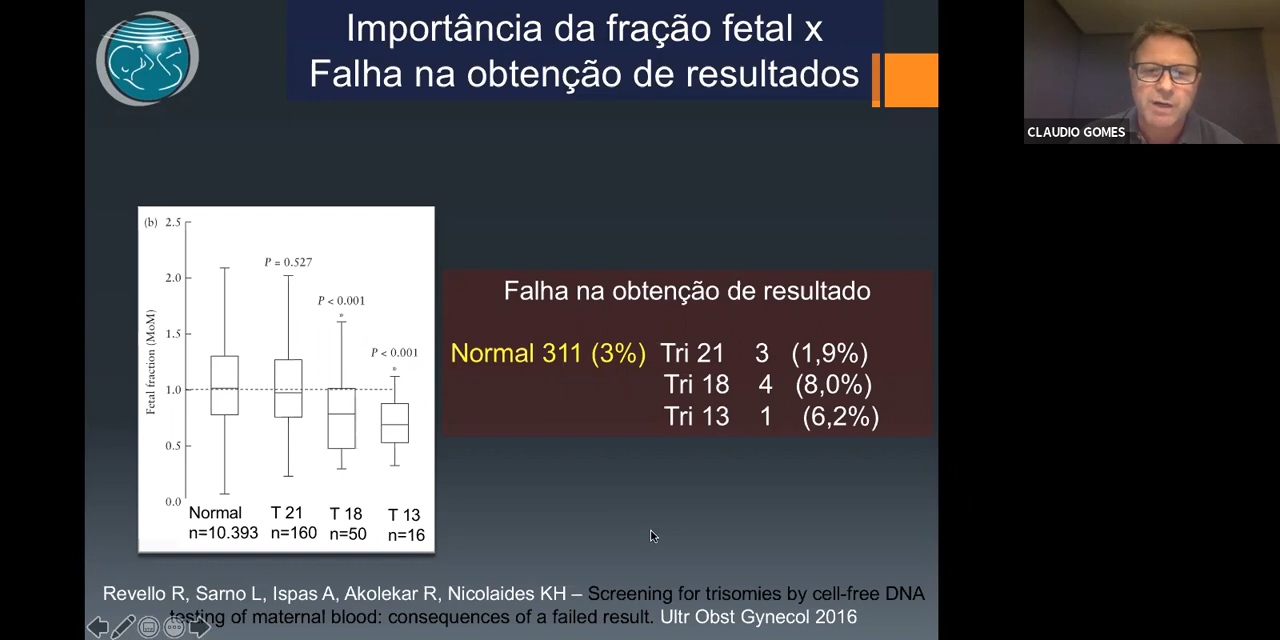 Importância da fração fetal x
Falha na obtenção de resultados
CLAUDIO GOMES
(b)
2.5
2.0
1.5
1.0
0.5
0.0
Fetal fraction (MoM)
P = 0.527
P < 0.001
P < 0.001
Normal
n=10.393
T 21
n=160
T 18
n=50
T 13
n=16
Falha na obtenção de resultado
Normal 311 (3%) Tri 21 3 (1,9%)
Tri 18 4 (8,0%)
Tri 13 1 (6,2%)
Revello R, Sarno L, Ispas A, Akolekar R, Nicolaides KH – Screening for trisomies by cell-free DNA
testing of maternal blood: consequences of a failed result. Ultr Obst Gynecol 2016